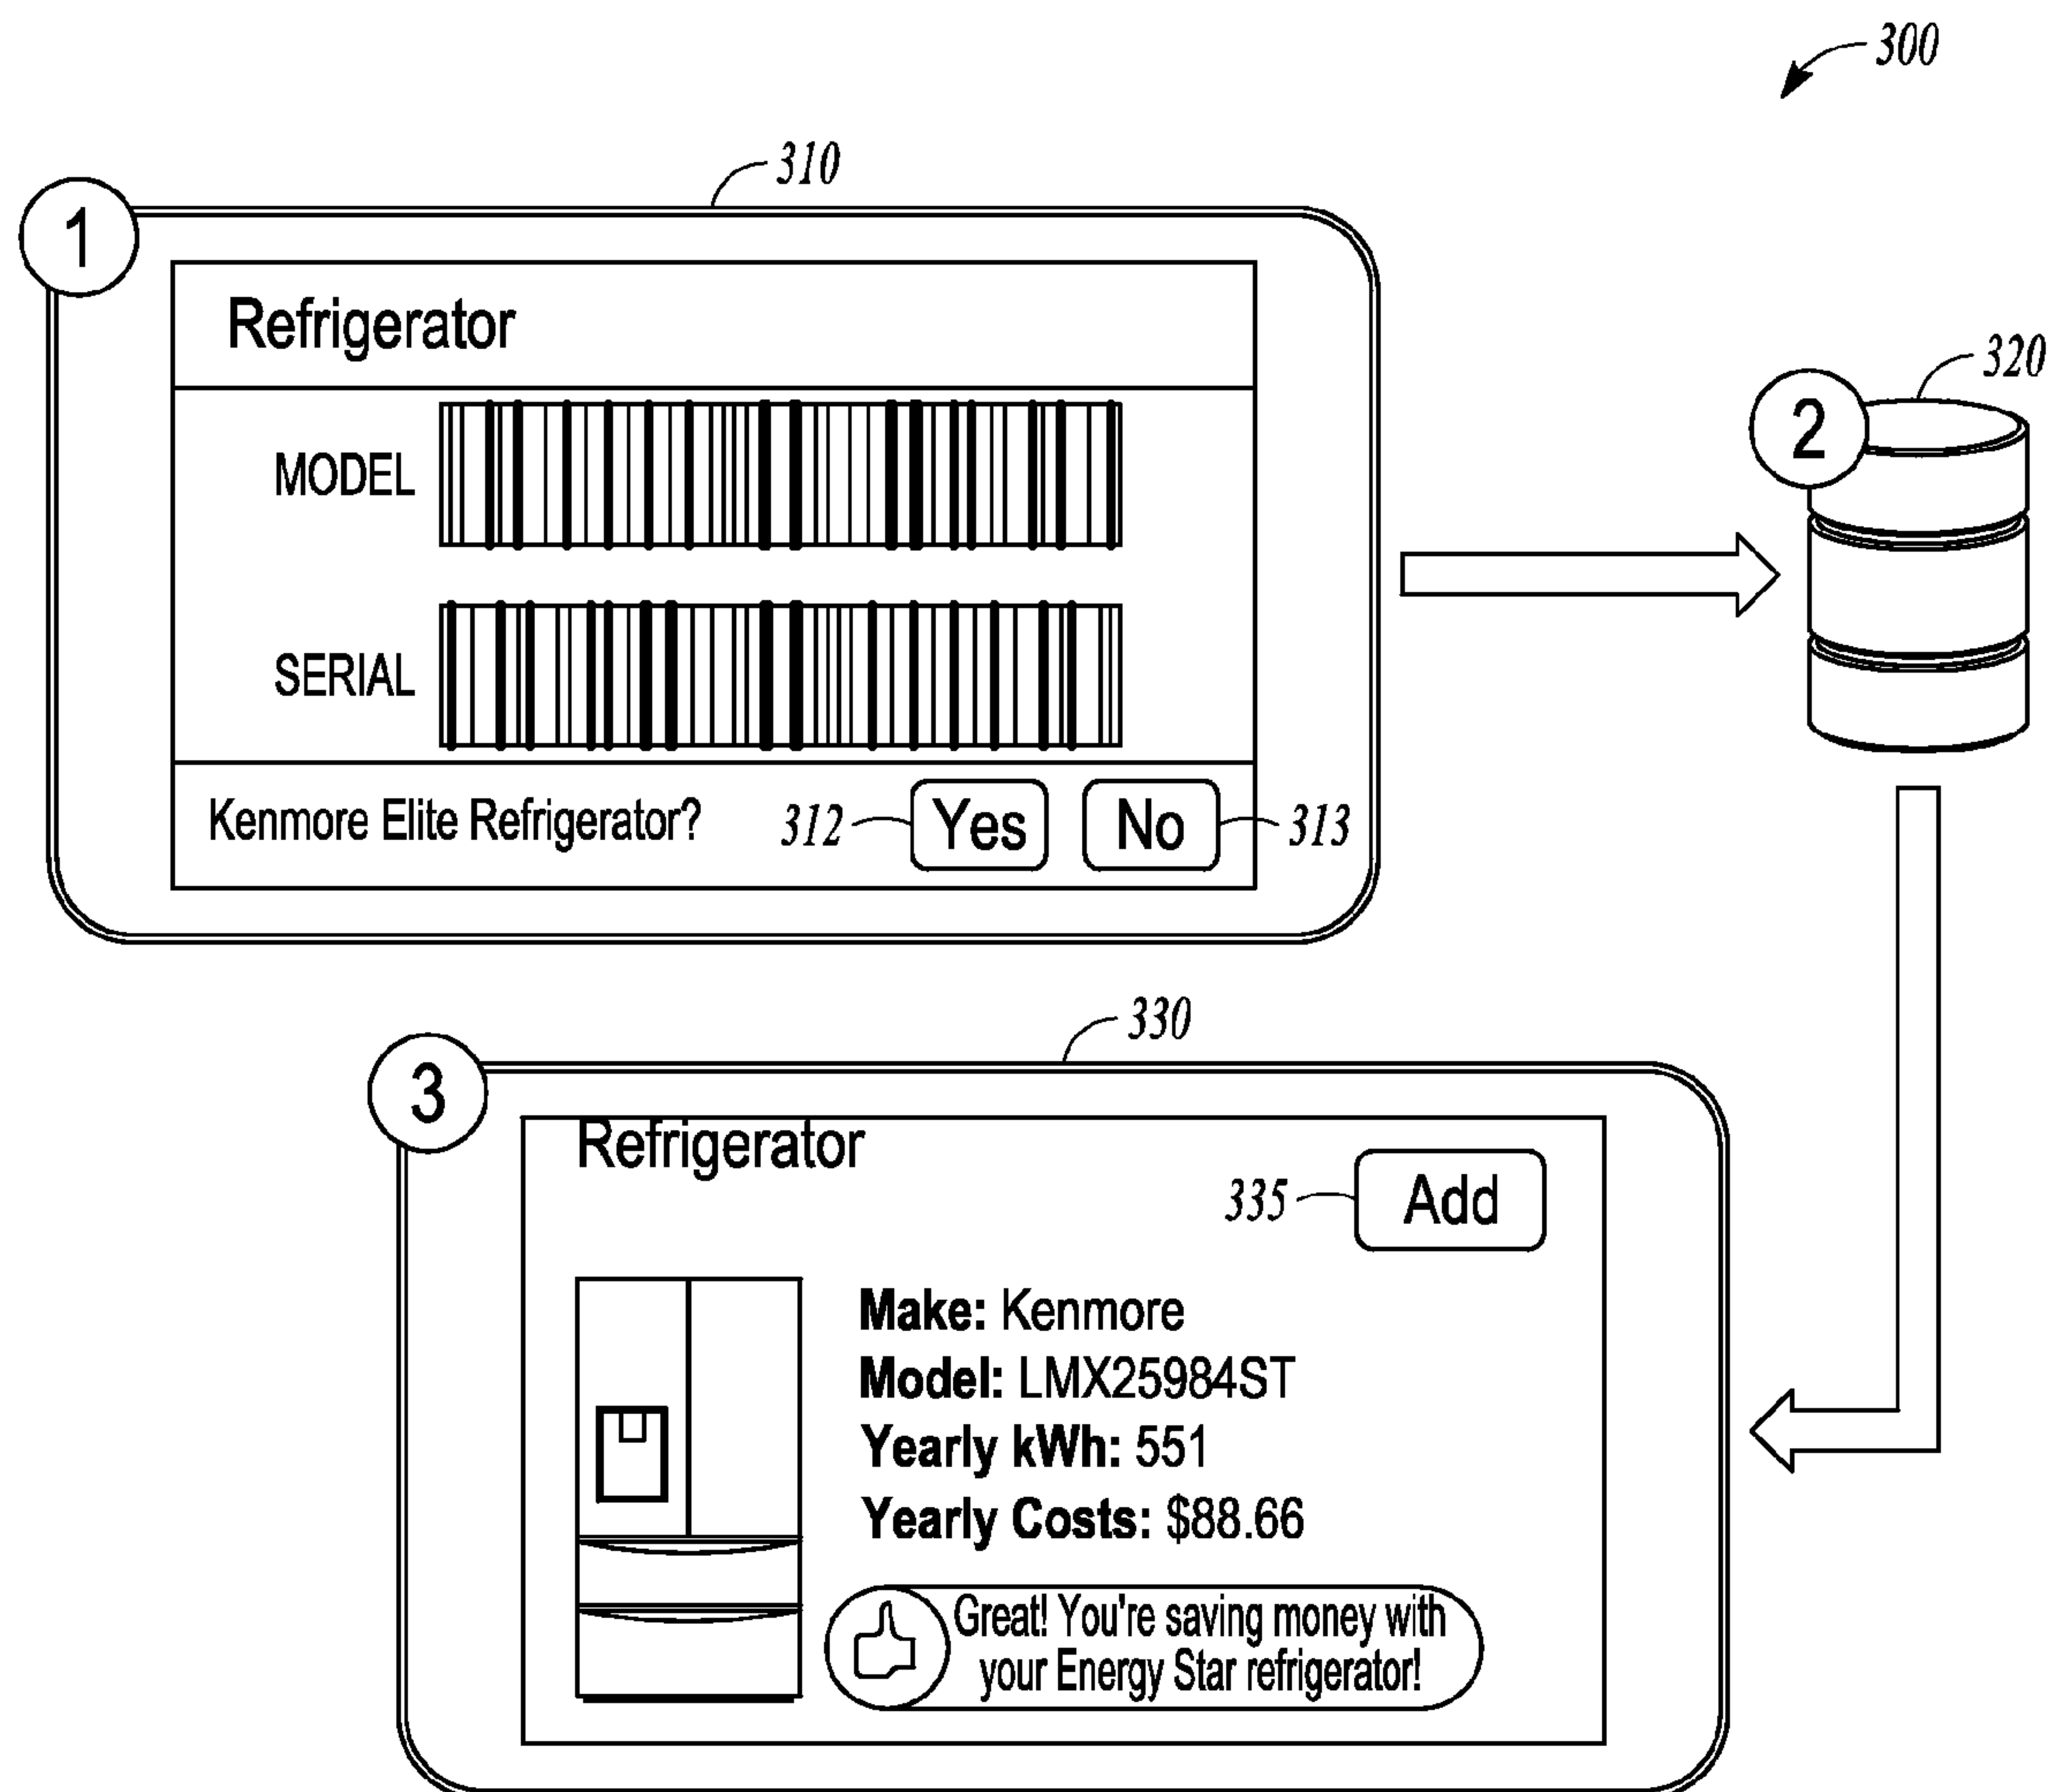 300
310
1
Refrigerator
MODEL
SERIAL
Kenmore Elite Refrigerator?
312
Yes
No
313
320
2
330
3
Refrigerator
335
Add
Make: Kenmore
Model: LMX25984ST
Yearly kWh: 551
Yearly Costs: $88.66
Great! You're saving money with
your Energy Star refrigerator!